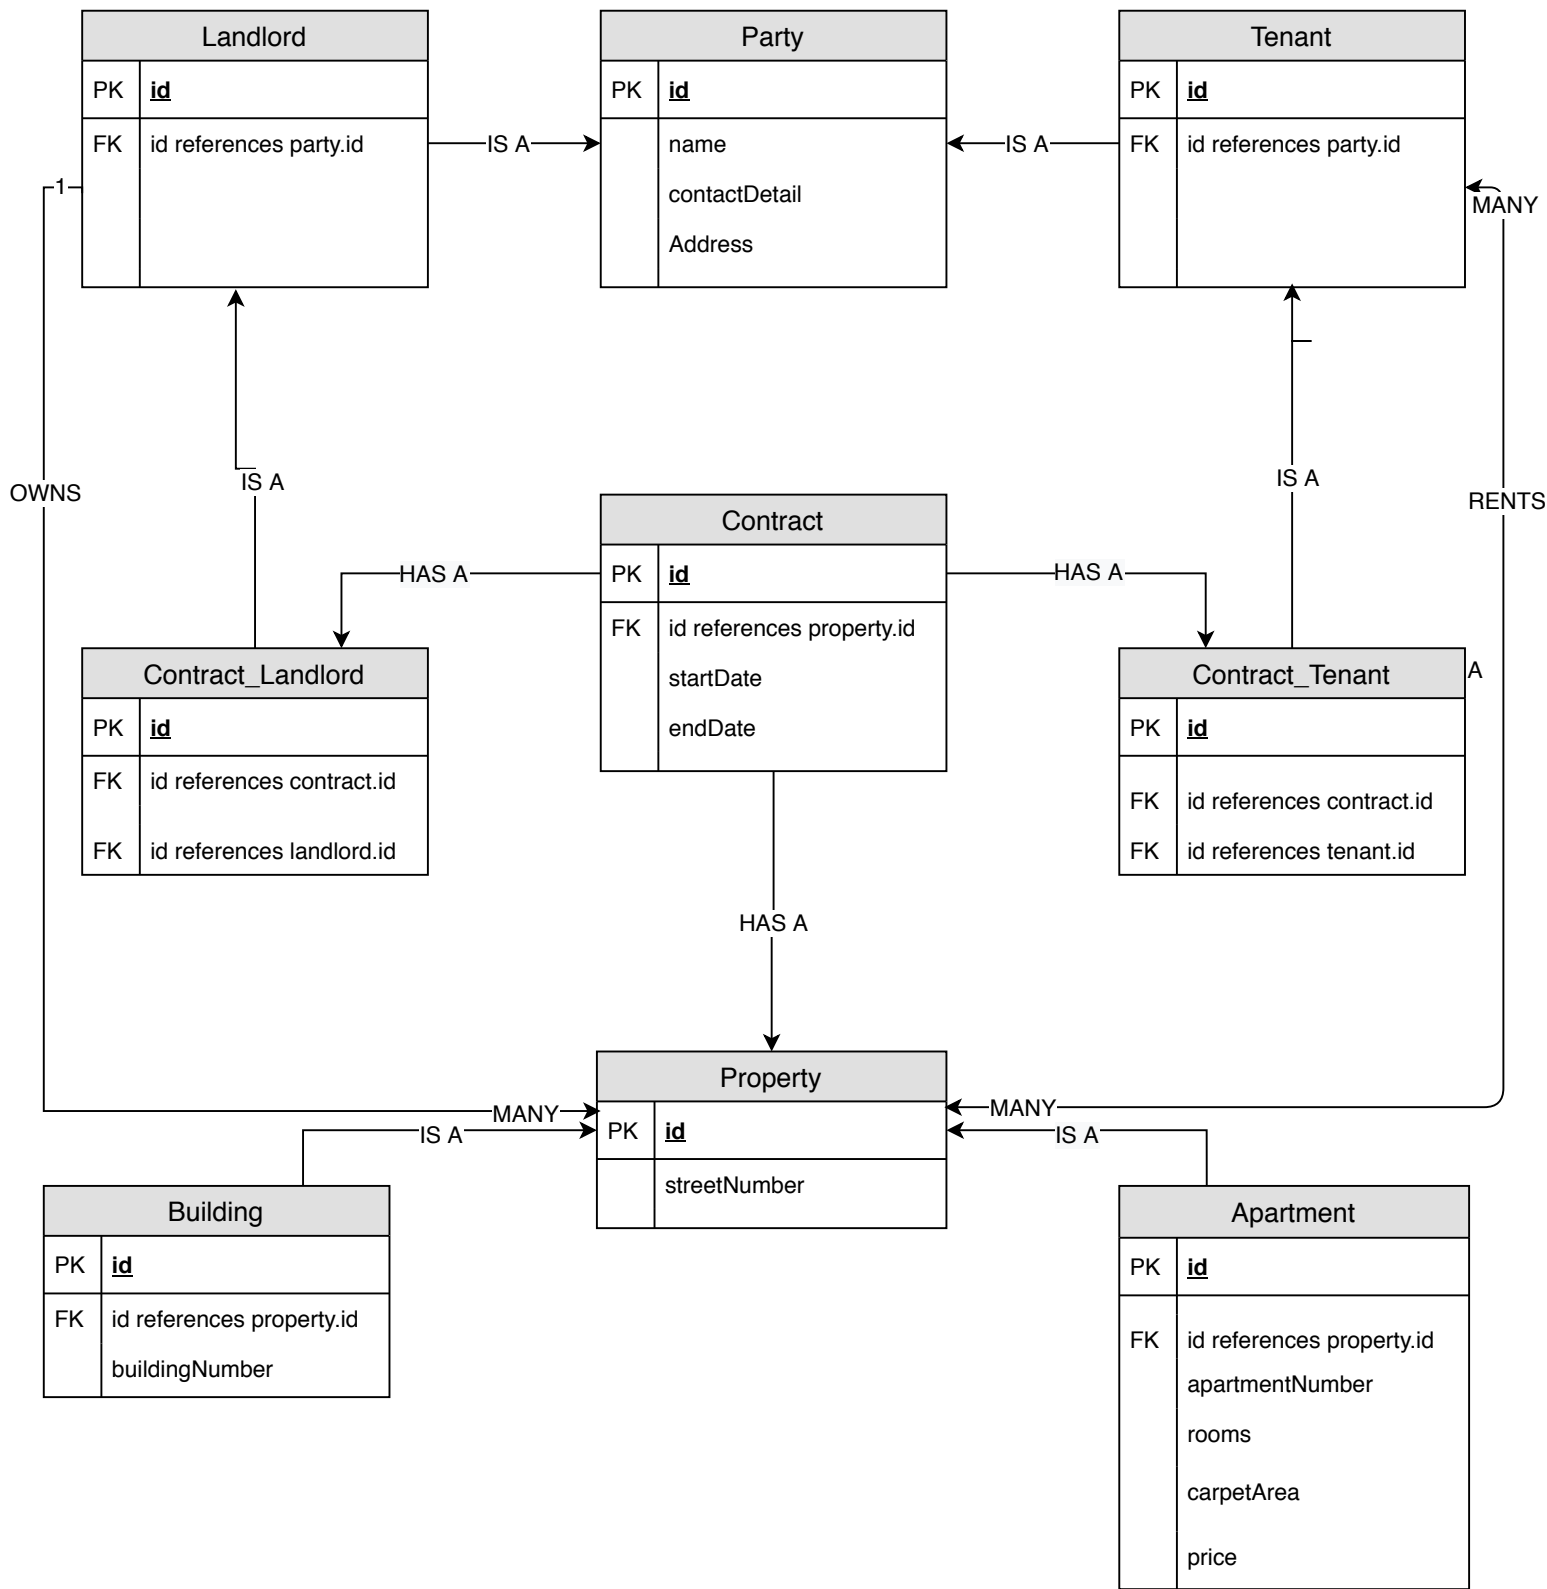 Landlord
PK id
FK id references party.id
Party
PK id
name
contactDetail
Address
Tenant
PK id
FK id references party.id
IS A
IS A
1
MANY
OWNS
IS A
IS A
RENTS
Contract
PK id
FK id references property.id
startDate
endDate
HAS A
HAS A
Contract_Landlord
PK id
FK id references contract.id
FK id references landlord.id
Contract_Tenant
PK id
FK id references contract.id
FK id references tenant.id
A
HAS A
Property
PK id
streetNumber
MANY
MANY
IS A
IS A
Building
PK id
FK id references property.id
buildingNumber
Apartment
PK id
FK id references property.id
apartmentNumber
rooms
carpetArea
price